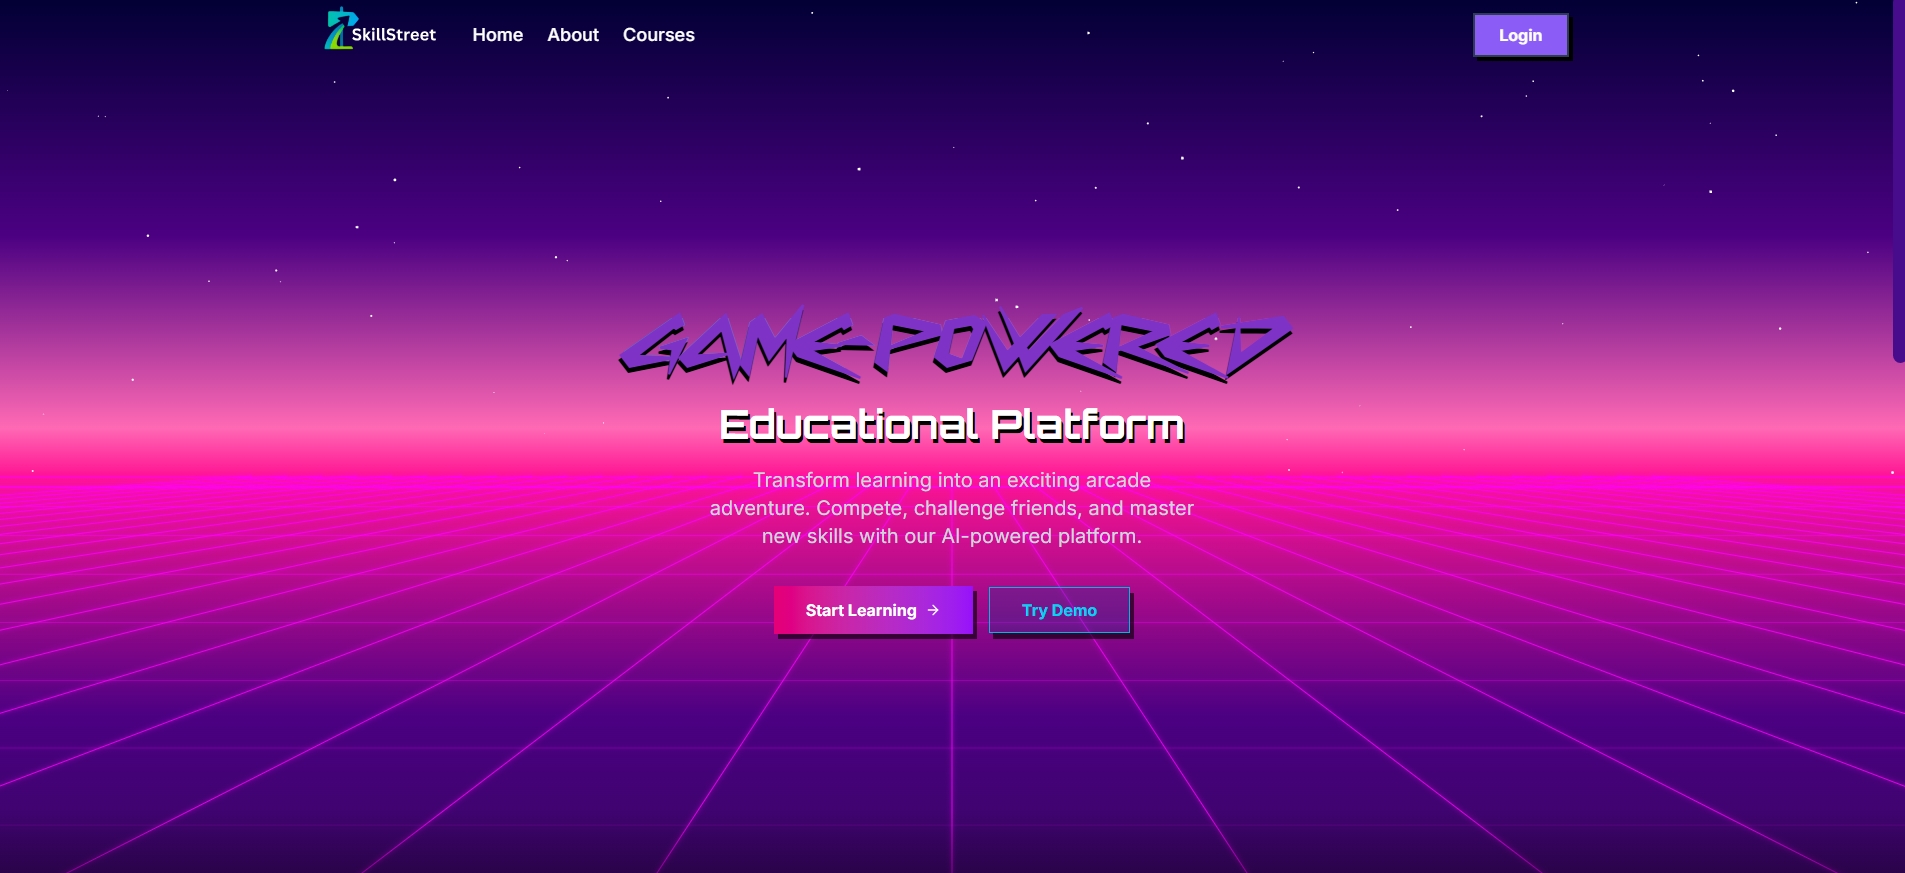 SkillStreet
Home
About
Courses
Login
GAME-POWERED
Educational Platform
Transform learning into an exciting arcade
adventure. Compete, challenge friends, and master
new skills with our AI-powered platform.
Start Learning →
Try Demo